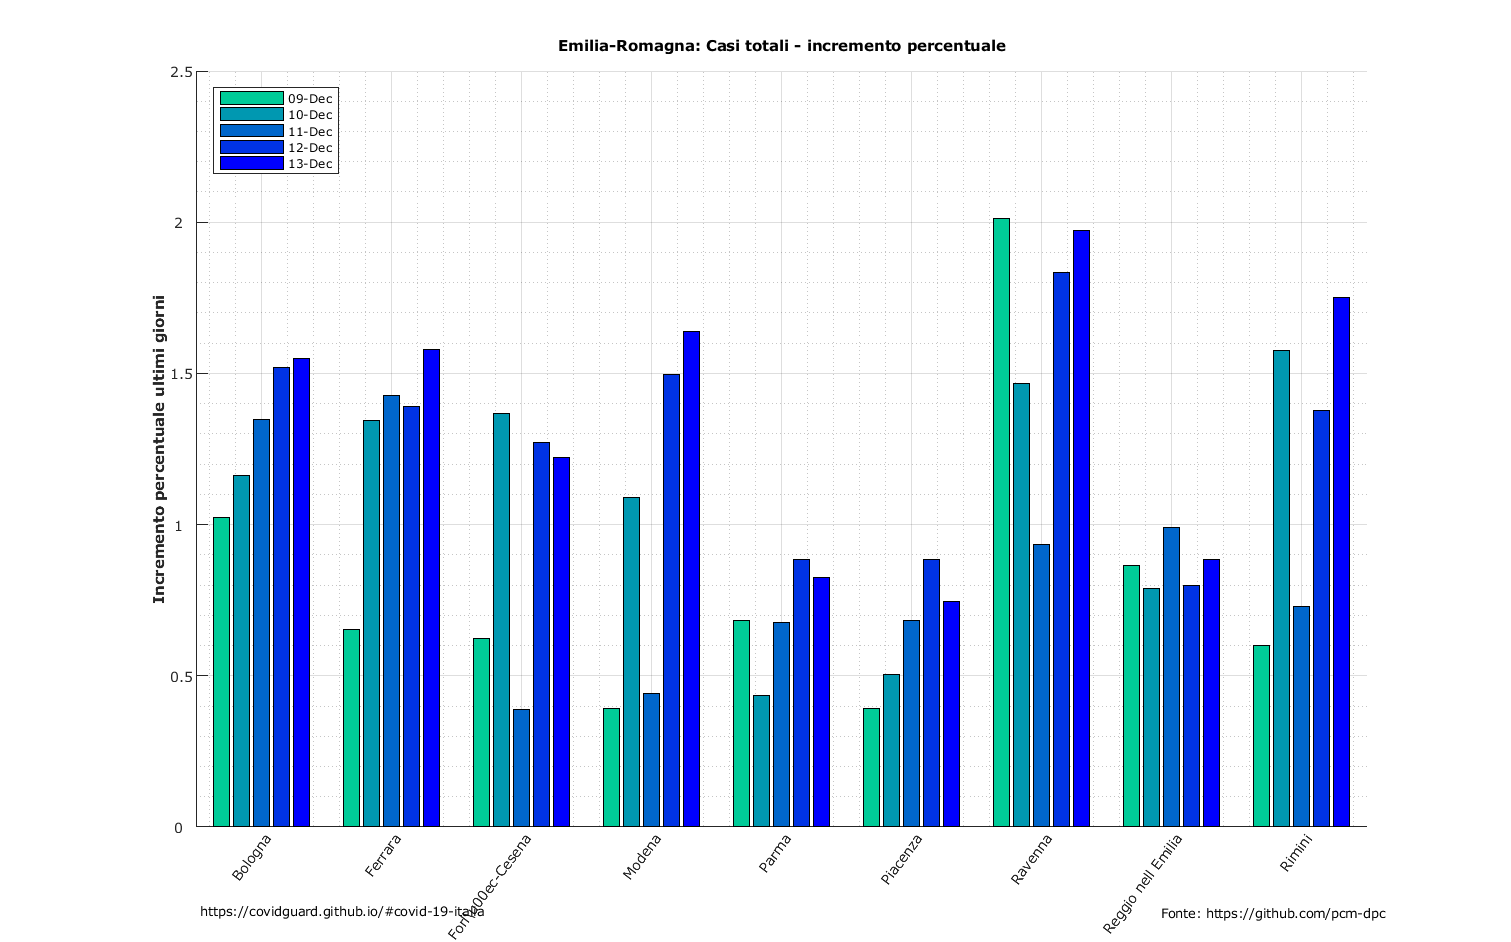 Emilia-Romagna: Casi totali - incremento percentuale
Incremento percentuale ultimi giorni
2.5
2
1.5
1
0.5
0
09-Dec
10-Dec
11-Dec
12-Dec
13-Dec
Bologna
Ferrara
Modena
Parma
Piacenza
Ravenna
Reggio nell Emilia
Rimini
https://covidguard.github.io/#covid-19-italia
Fonte: https://github.com/pcm-dpc